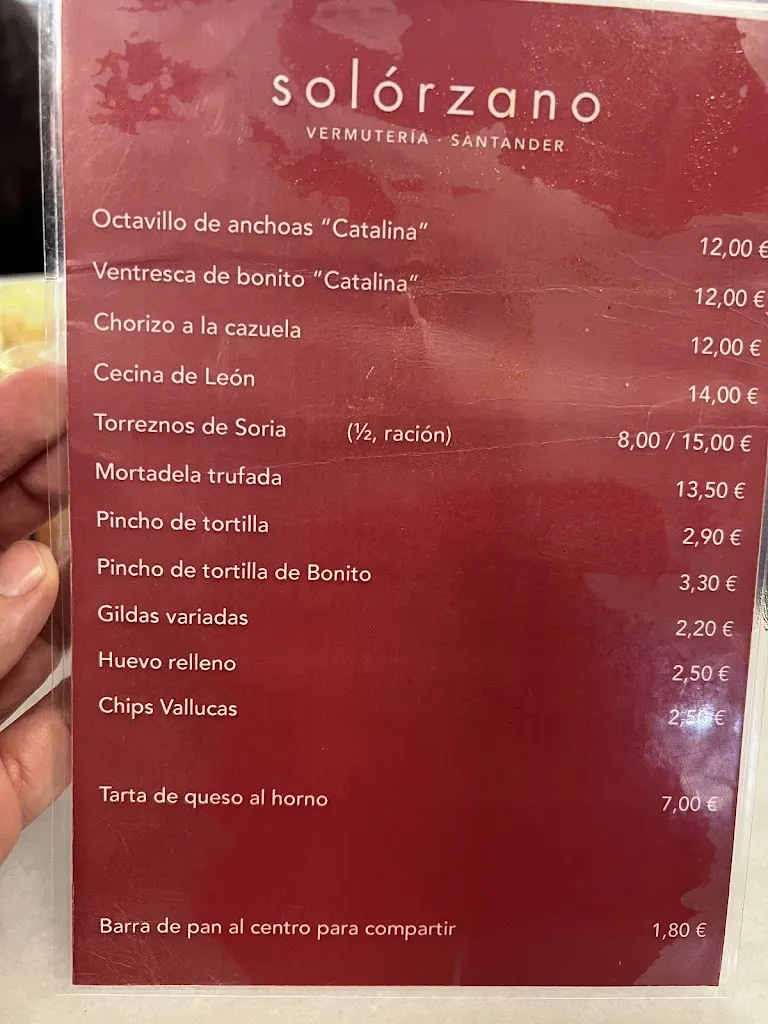 solórzano
VERMUTERÍA · SANTANDER
Octavillo de anchoas "Catalina" 12,00 €
Ventresca de bonito "Catalina" 12,00 €
Chorizo a la cazuela 12,00 €
Cecina de León 14,00 €
Torreznos de Soria (½, ración) 8,00 / 15,00 €
Mortadela trufada 13,50 €
Pincho de tortilla 2,90 €
Pincho de tortilla de Bonito 3,30 €
Gildas variadas 2,20 €
Huevo relleno 2,50 €
Chips Vallucas 2,50 €
Tarta de queso al horno 7,00 €
Barra de pan al centro para compartir 1,80 €